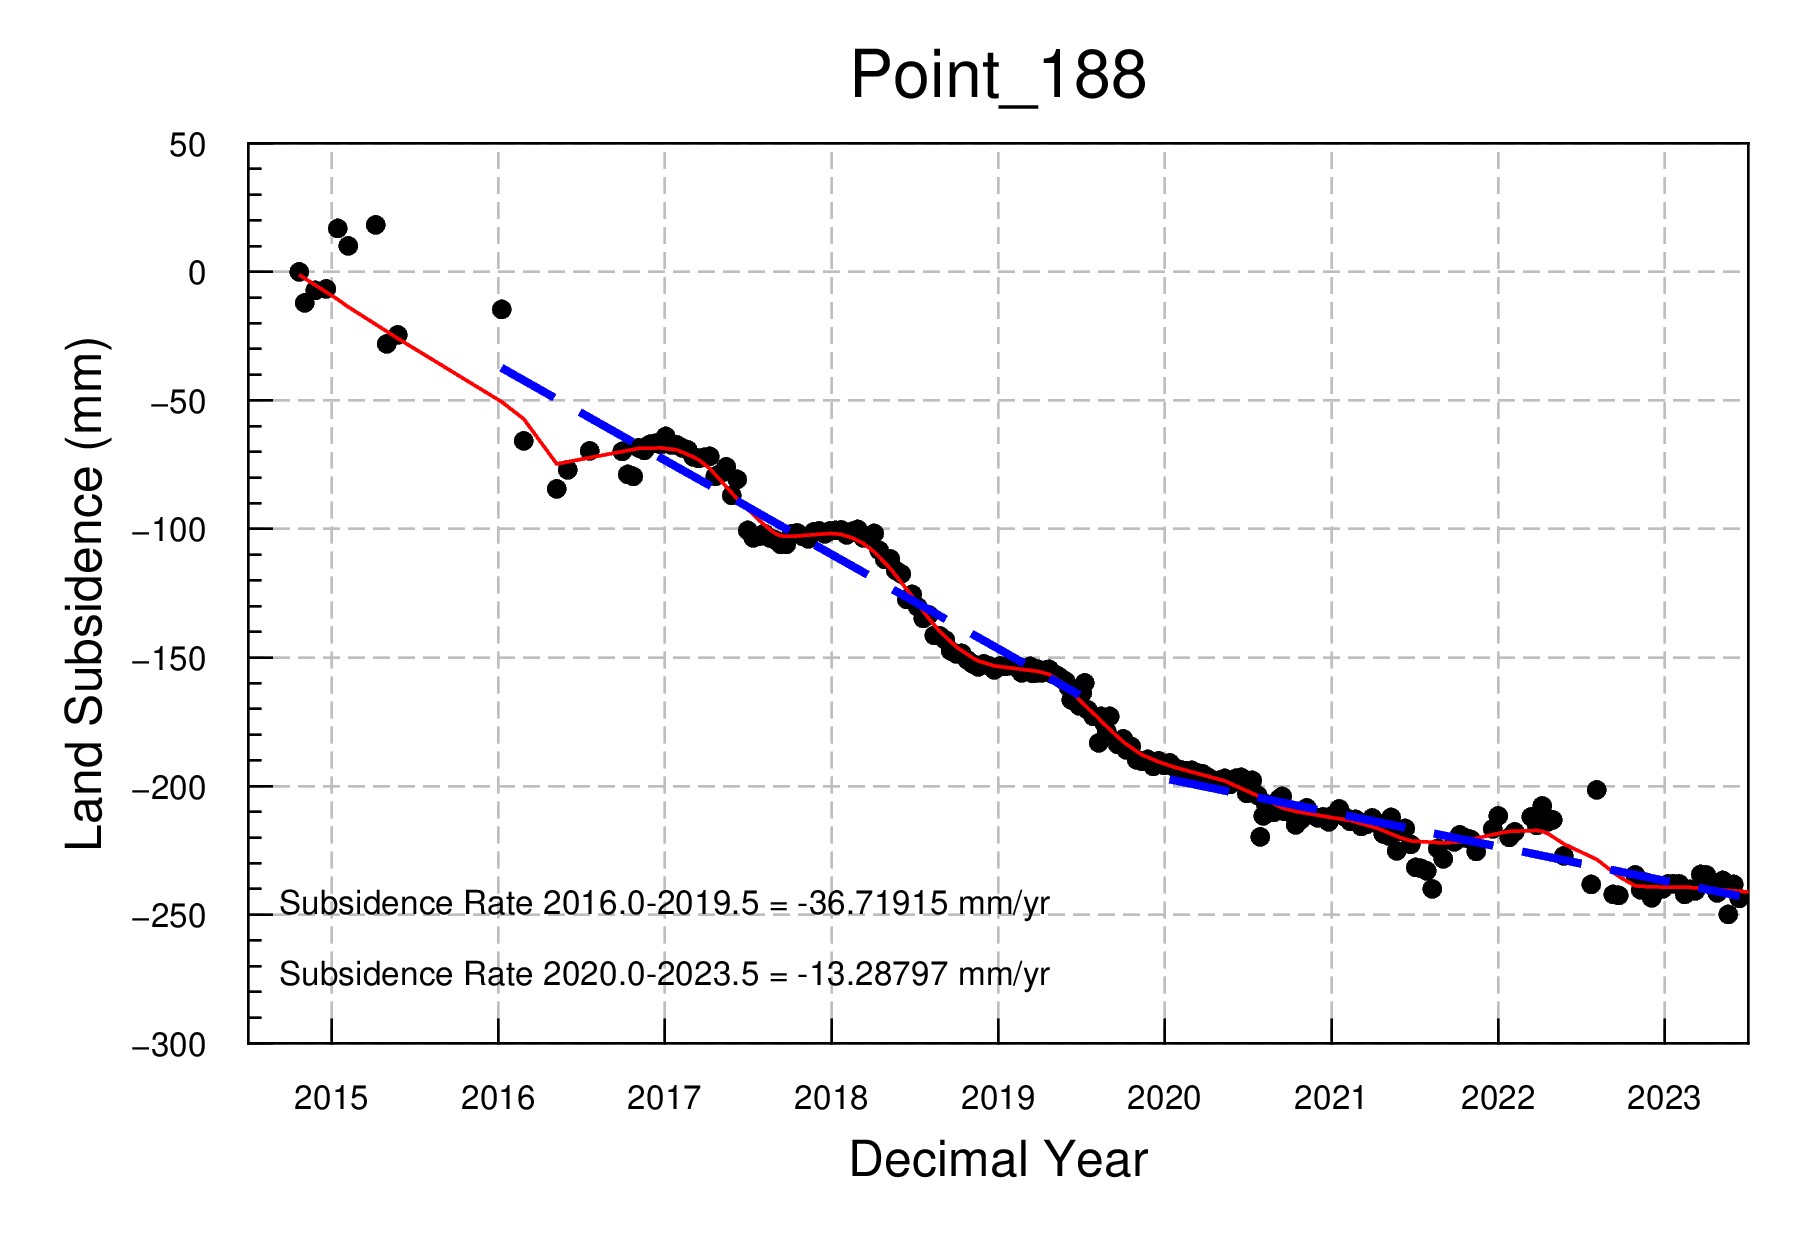 Point_188
50
0
−50
−100
−150
−200
−250
−300
Land Subsidence (mm)
Subsidence Rate 2016.0-2019.5 = -36.71915 mm/yr
Subsidence Rate 2020.0-2023.5 = -13.28797 mm/yr
2015 2016 2017 2018 2019 2020 2021 2022 2023
Decimal Year